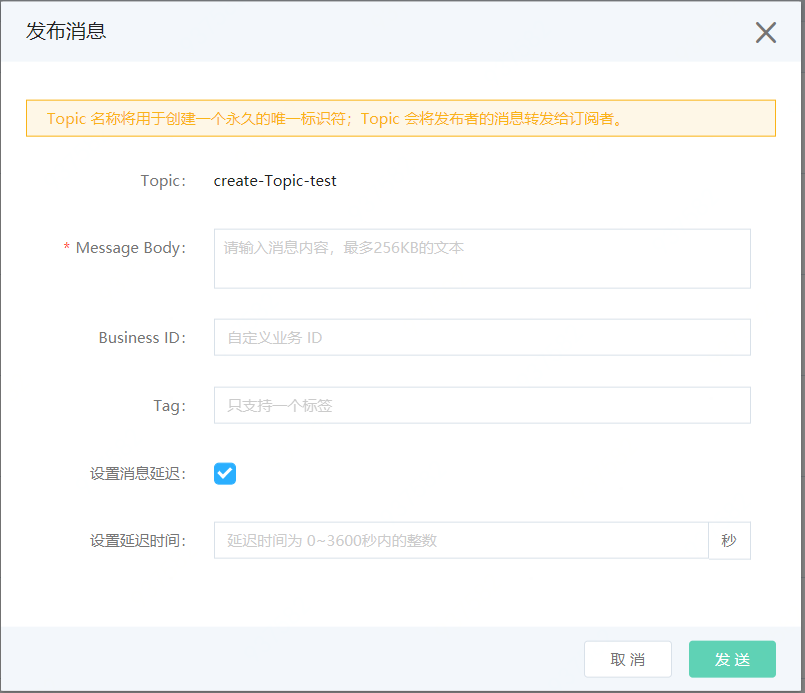 发布消息
Topic 名称将用于创建一个永久的唯一标识符；Topic 会将发布者的消息转发给订阅者。
Topic： create-Topic-test
* Message Body： 请输入消息内容，最多256KB的文本
Business ID： 自定义业务 ID
Tag： 只支持一个标签
设置消息延迟：
设置延迟时间： 延迟时间为 0~3600秒内的整数 秒
取 消 发 送